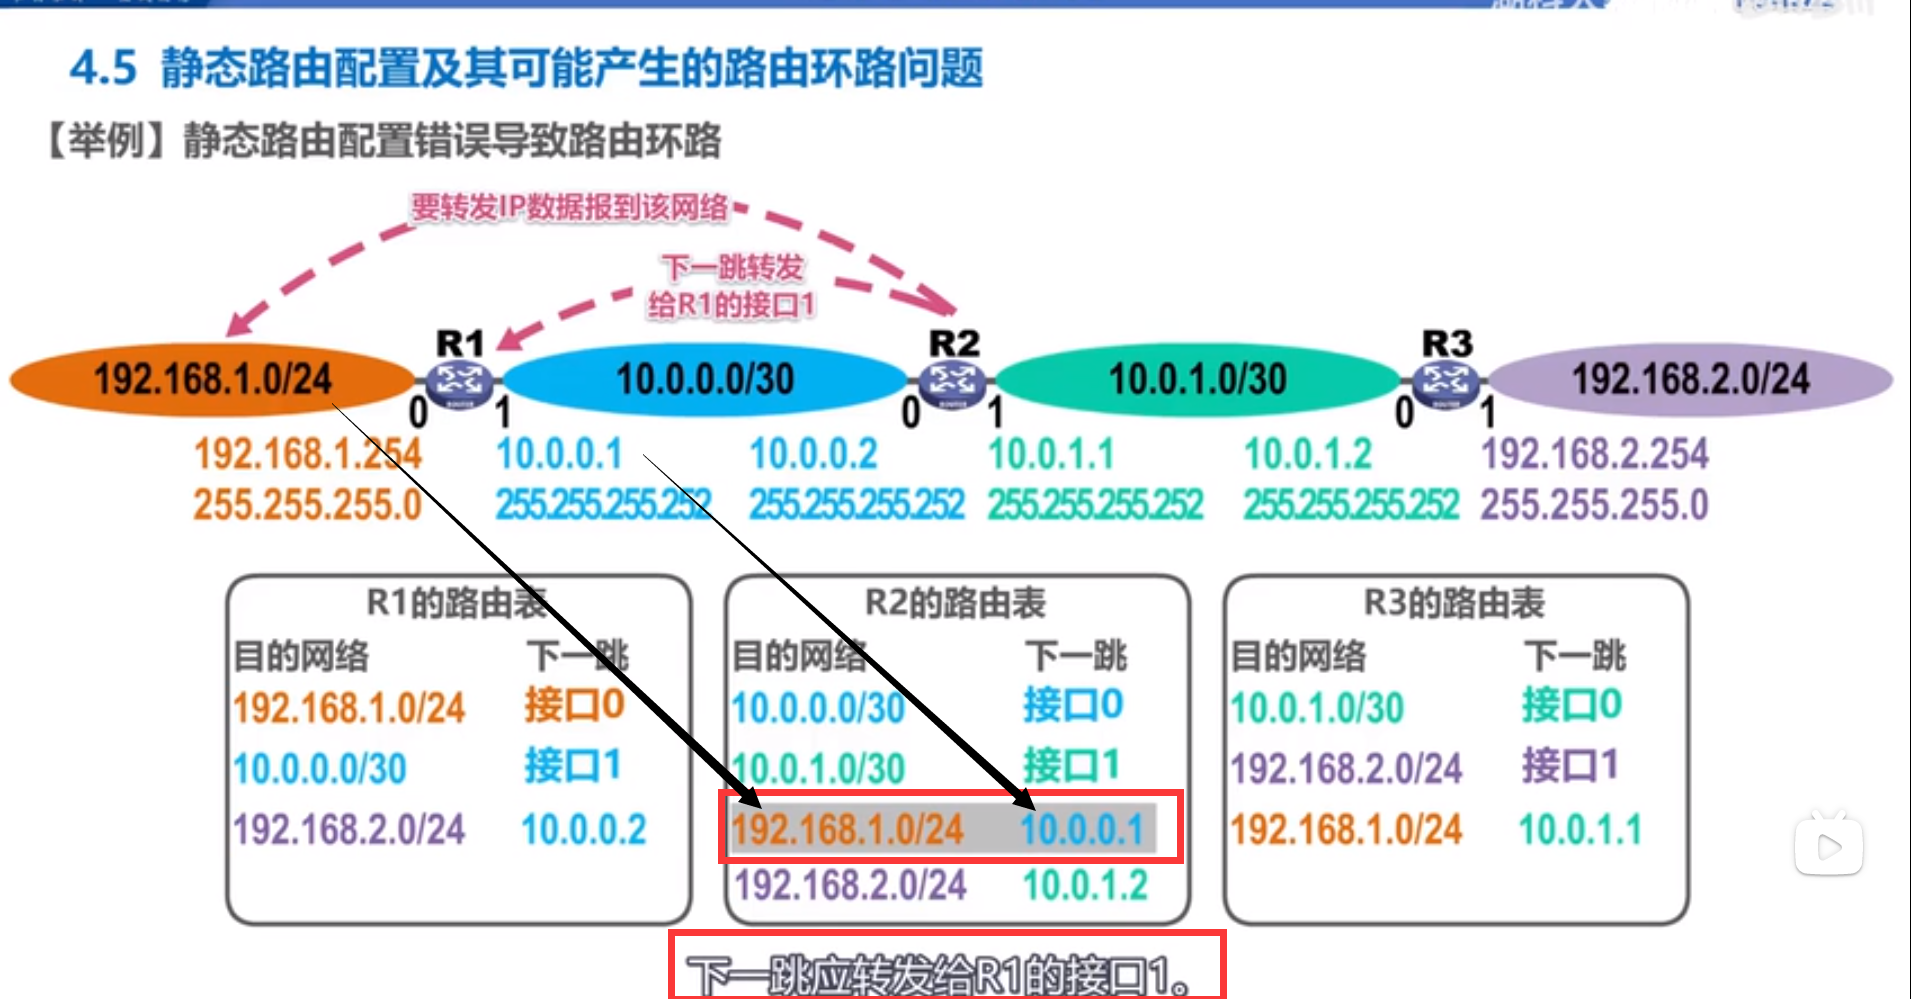 4.5 静态路由配置及其可能产生的路由环路问题
【举例】静态路由配置错误导致路由环路
要转发IP数据报到该网络
下一跳转发
给R1的接口1
R1 R2 R3
192.168.1.0/24 10.0.0.0/30 10.0.1.0/30 192.168.2.0/24
0 1 0 1 0 1
192.168.1.254 10.0.0.1 10.0.0.2 10.0.1.1 10.0.1.2 192.168.2.254
255.255.255.0 255.255.255.252 255.255.255.252 255.255.255.252 255.255.255.252 255.255.255.0
R1的路由表
目的网络 下一跳
192.168.1.0/24 接口0
10.0.0.0/30 接口1
192.168.2.0/24 10.0.0.2
R2的路由表
目的网络 下一跳
10.0.0.0/30 接口0
10.0.1.0/30 接口1
192.168.1.0/24 10.0.0.1
192.168.2.0/24 10.0.1.2
R3的路由表
目的网络 下一跳
10.0.1.0/30 接口0
192.168.2.0/24 接口1
192.168.1.0/24 10.0.1.1
下一跳应转发给R1的接口1。